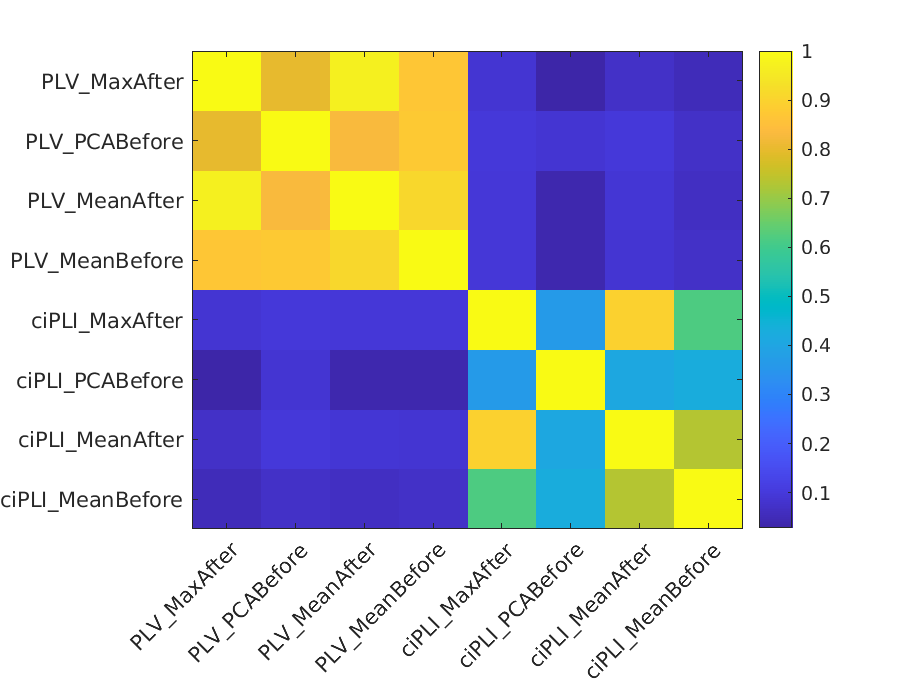 PLV_MaxAfter
PLV_PCABefore
PLV_MeanAfter
PLV_MeanBefore
ciPLI_MaxAfter
ciPLI_PCABefore
ciPLI_MeanAfter
ciPLI_MeanBefore
PLV_MaxAfter
PLV_PCABefore
PLV_MeanAfter
PLV_MeanBefore
ciPLI_MaxAfter
ciPLI_PCABefore
ciPLI_MeanAfter
ciPLI_MeanBefore
1
0.9
0.8
0.7
0.6
0.5
0.4
0.3
0.2
0.1